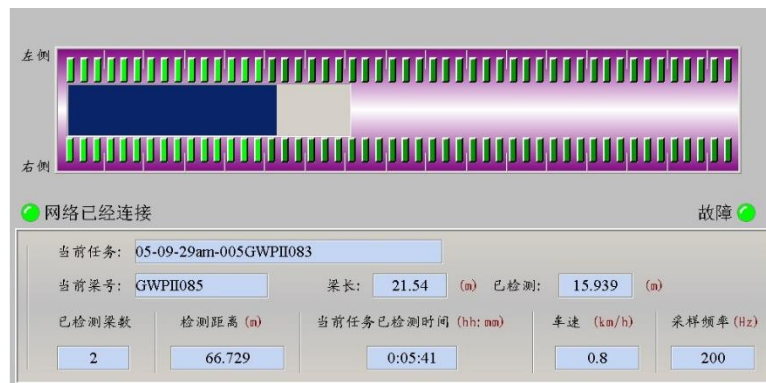 左侧
右侧
网络已经连接 故障
当前任务: 05-09-29am-005GWPII083
当前梁号: GWPII085 梁长: 21.54 (m) 已检测: 15.939 (m)
已检测梁数 检测距离(m) 当前任务已检测时间 (hh:mm) 车速 (km/h) 采样频率(Hz)
2 66.729 0:05:41 0.8 200